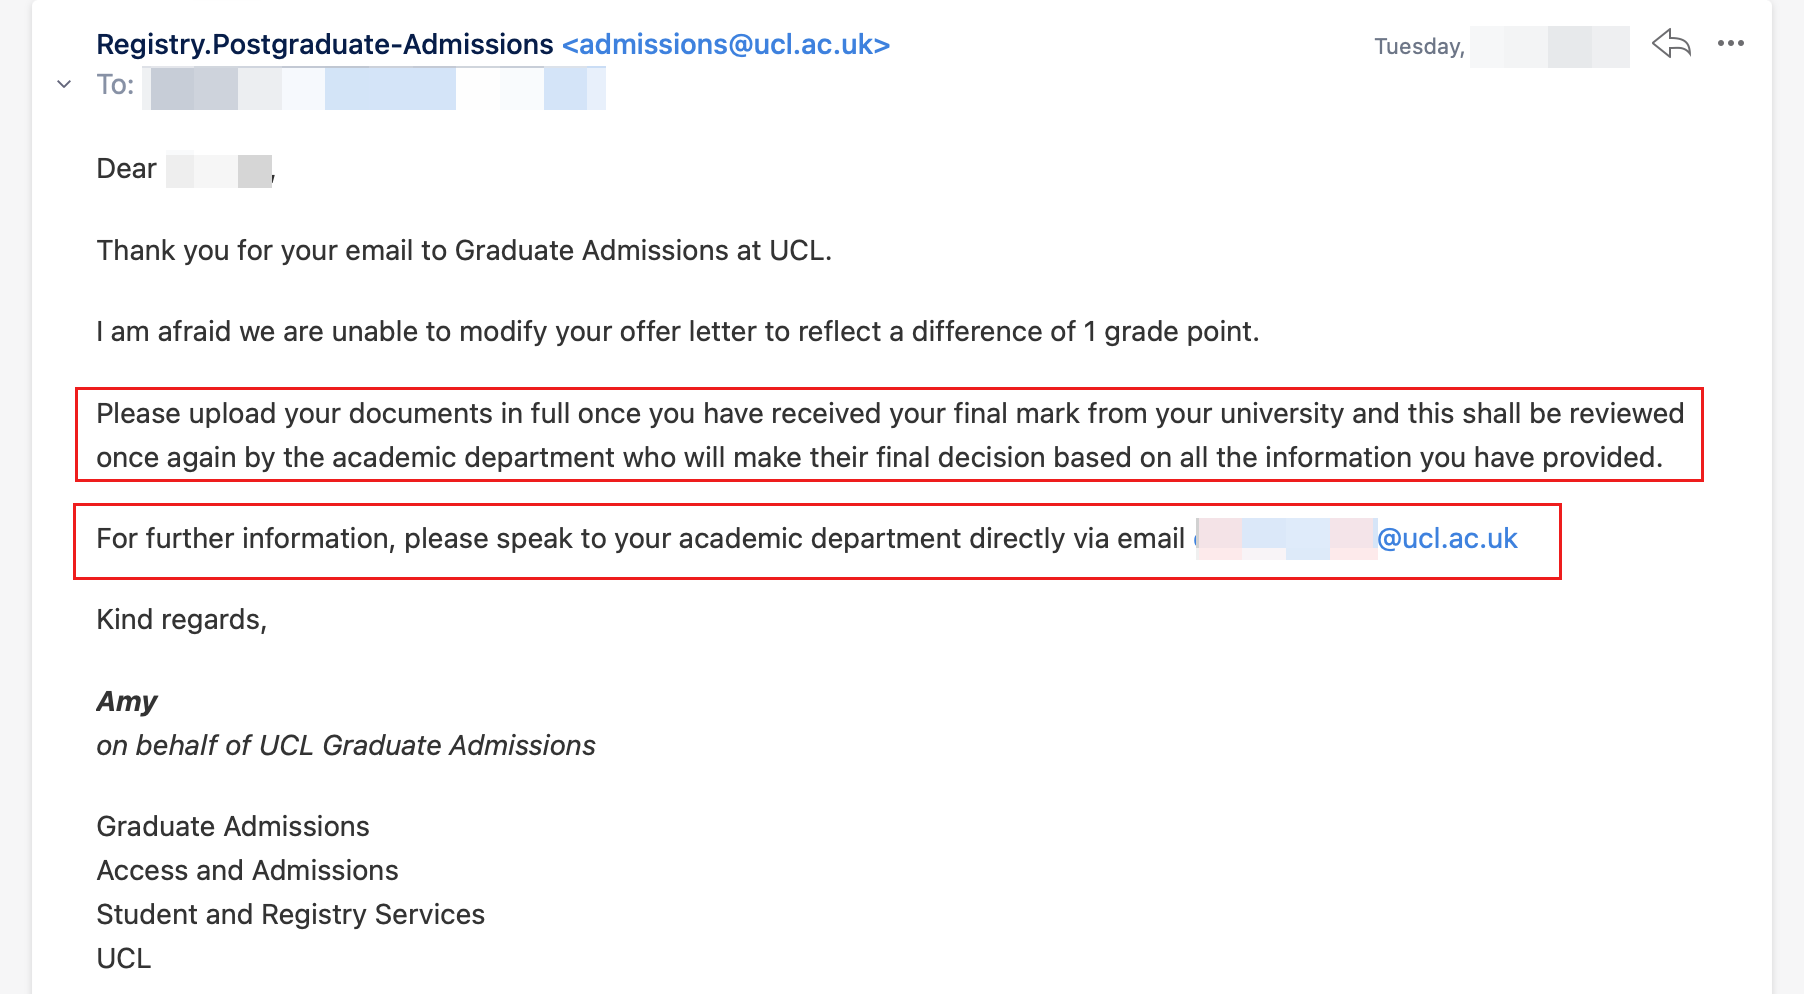 Registry.Postgraduate-Admissions <admissions@ucl.ac.uk>
Tuesday,
To:
Dear ,
Thank you for your email to Graduate Admissions at UCL.
I am afraid we are unable to modify your offer letter to reflect a difference of 1 grade point.
Please upload your documents in full once you have received your final mark from your university and this shall be reviewed
once again by the academic department who will make their final decision based on all the information you have provided.
For further information, please speak to your academic department directly via email @ucl.ac.uk
Kind regards,
Amy
on behalf of UCL Graduate Admissions
Graduate Admissions
Access and Admissions
Student and Registry Services
UCL